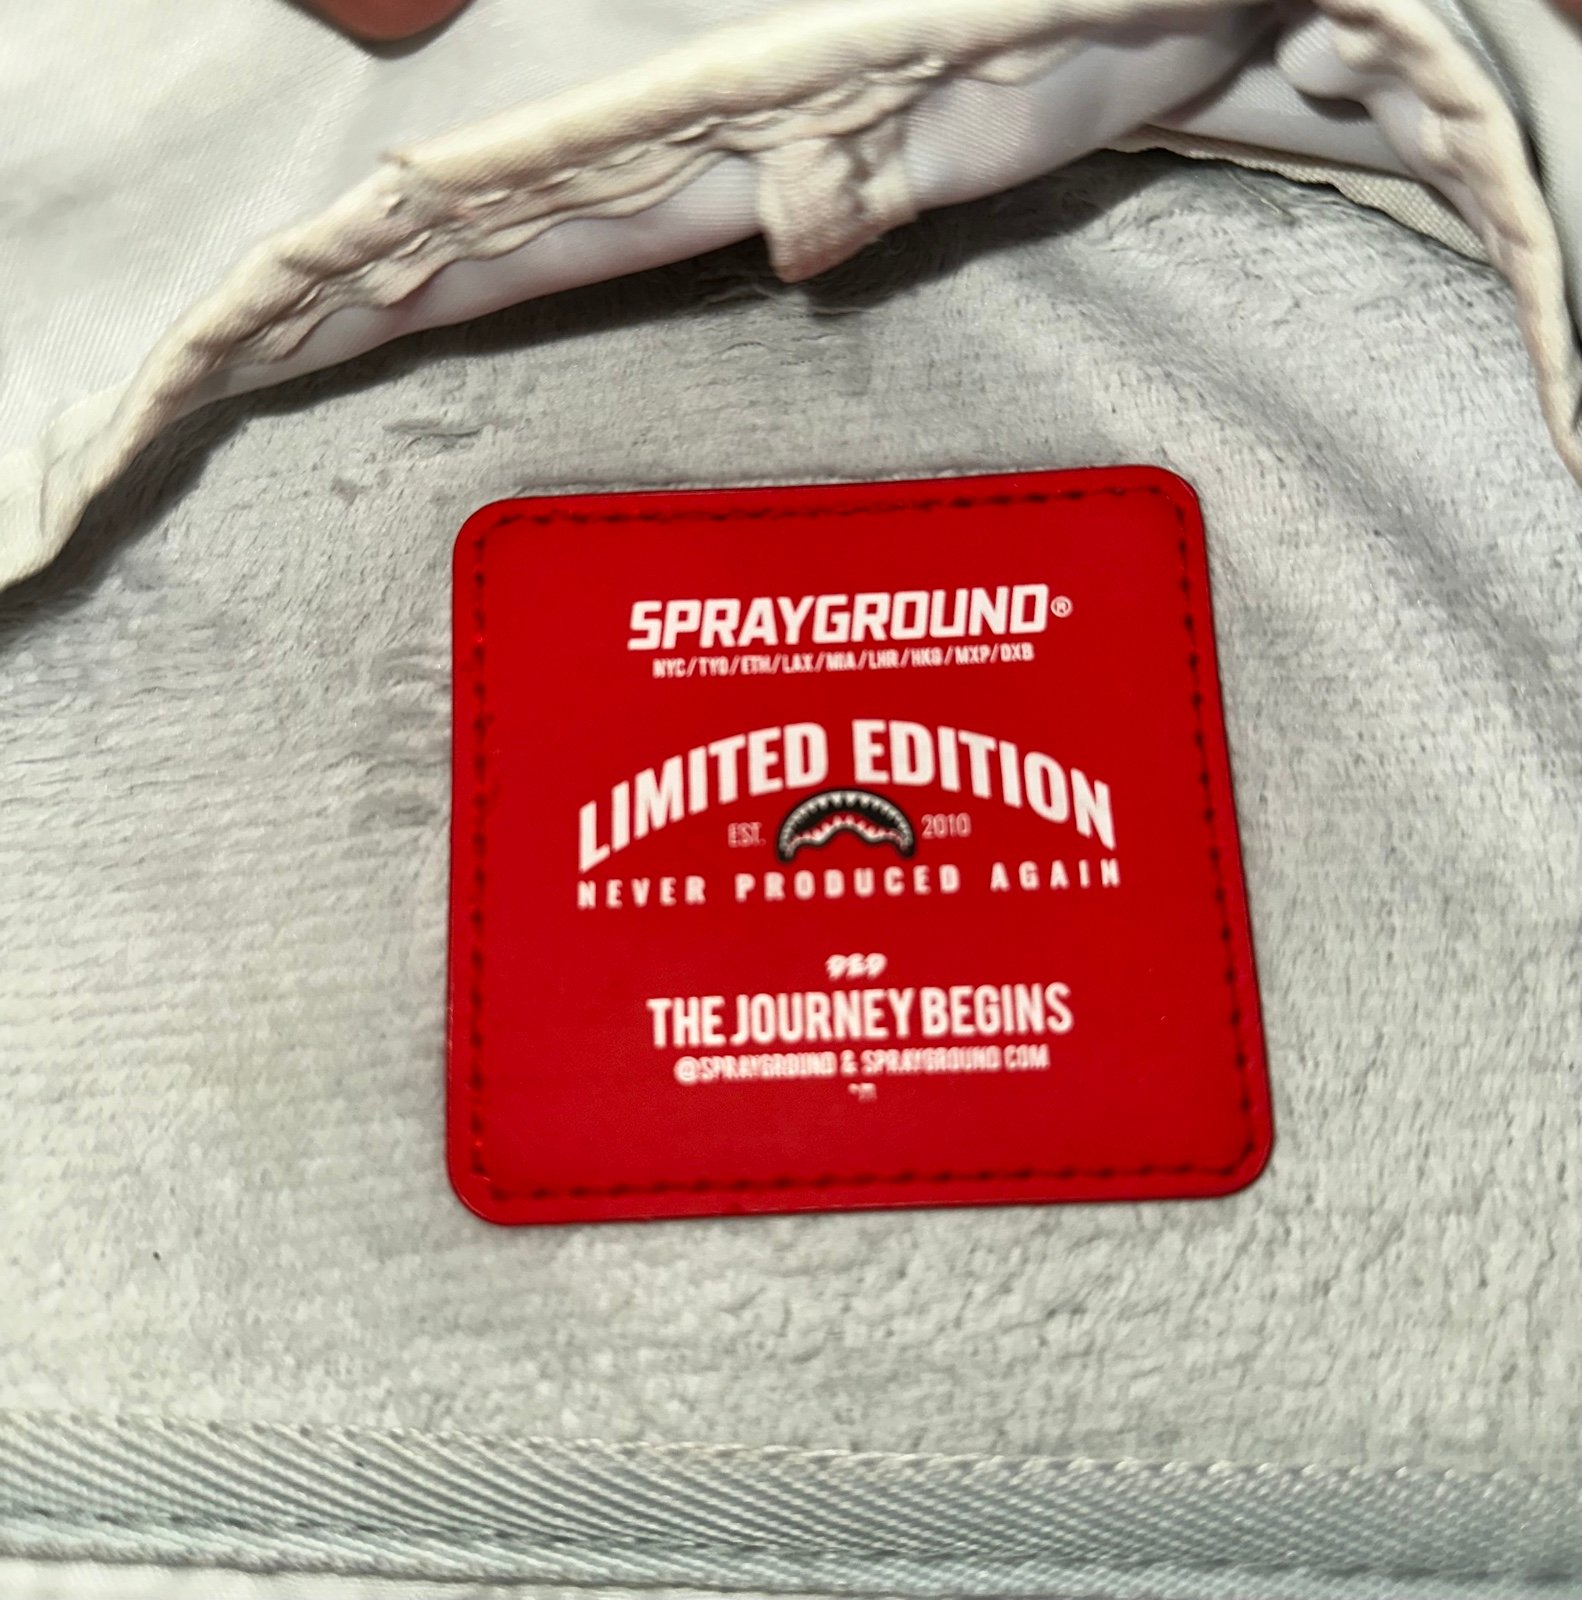 SPRAYGROUND®
NYC/TYO/ETH/LAX/MIA/LHR/HKG/MXP/DXB
LIMITED EDITION
EST. 2010
NEVER PRODUCED AGAIN
THE JOURNEY BEGINS
@SPRAYGROUND & SPRAYGROUND.COM